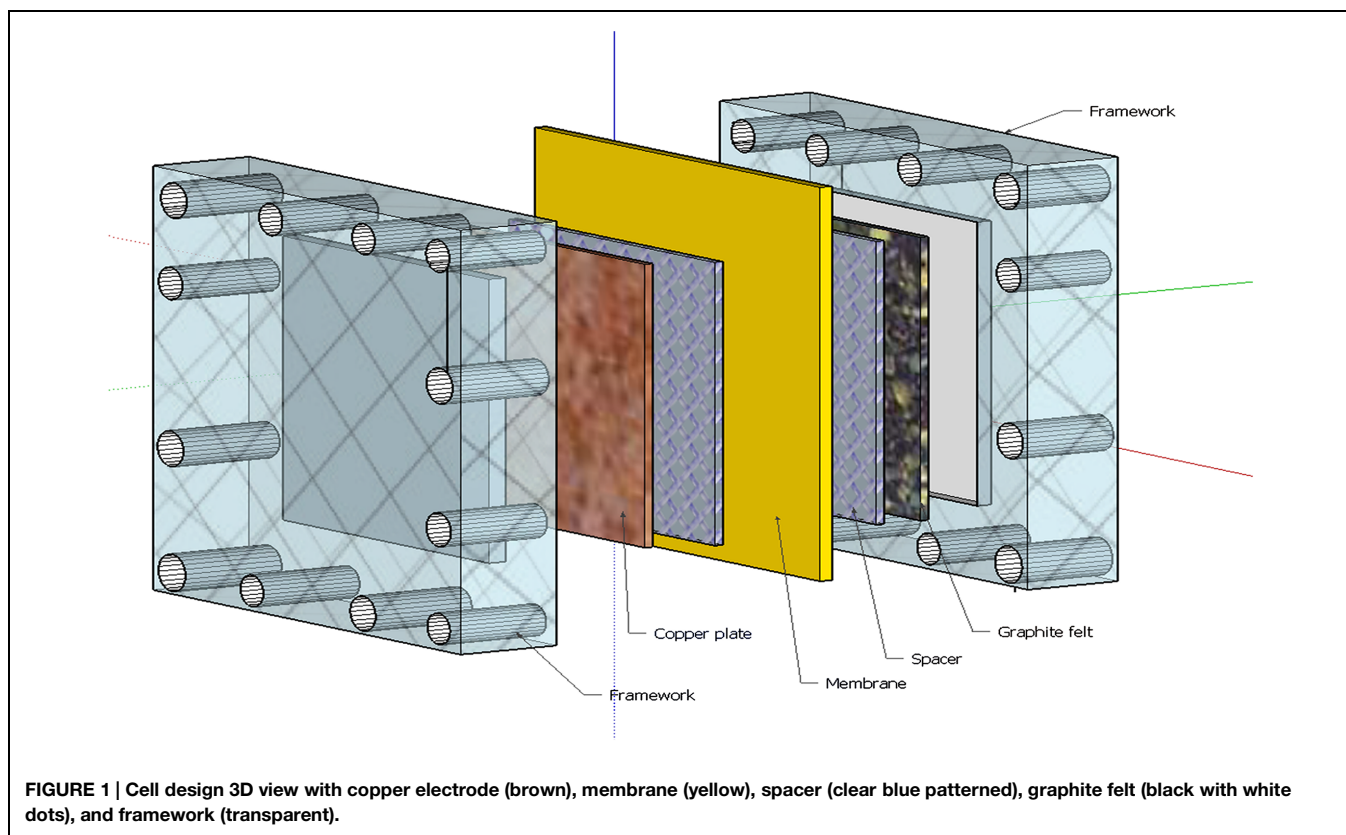 Framework
Copper plate
Graphite felt
Spacer
Membrane
Framework
FIGURE 1 | Cell design 3D view with copper electrode (brown), membrane (yellow), spacer (clear blue patterned), graphite felt (black with white
dots), and framework (transparent).